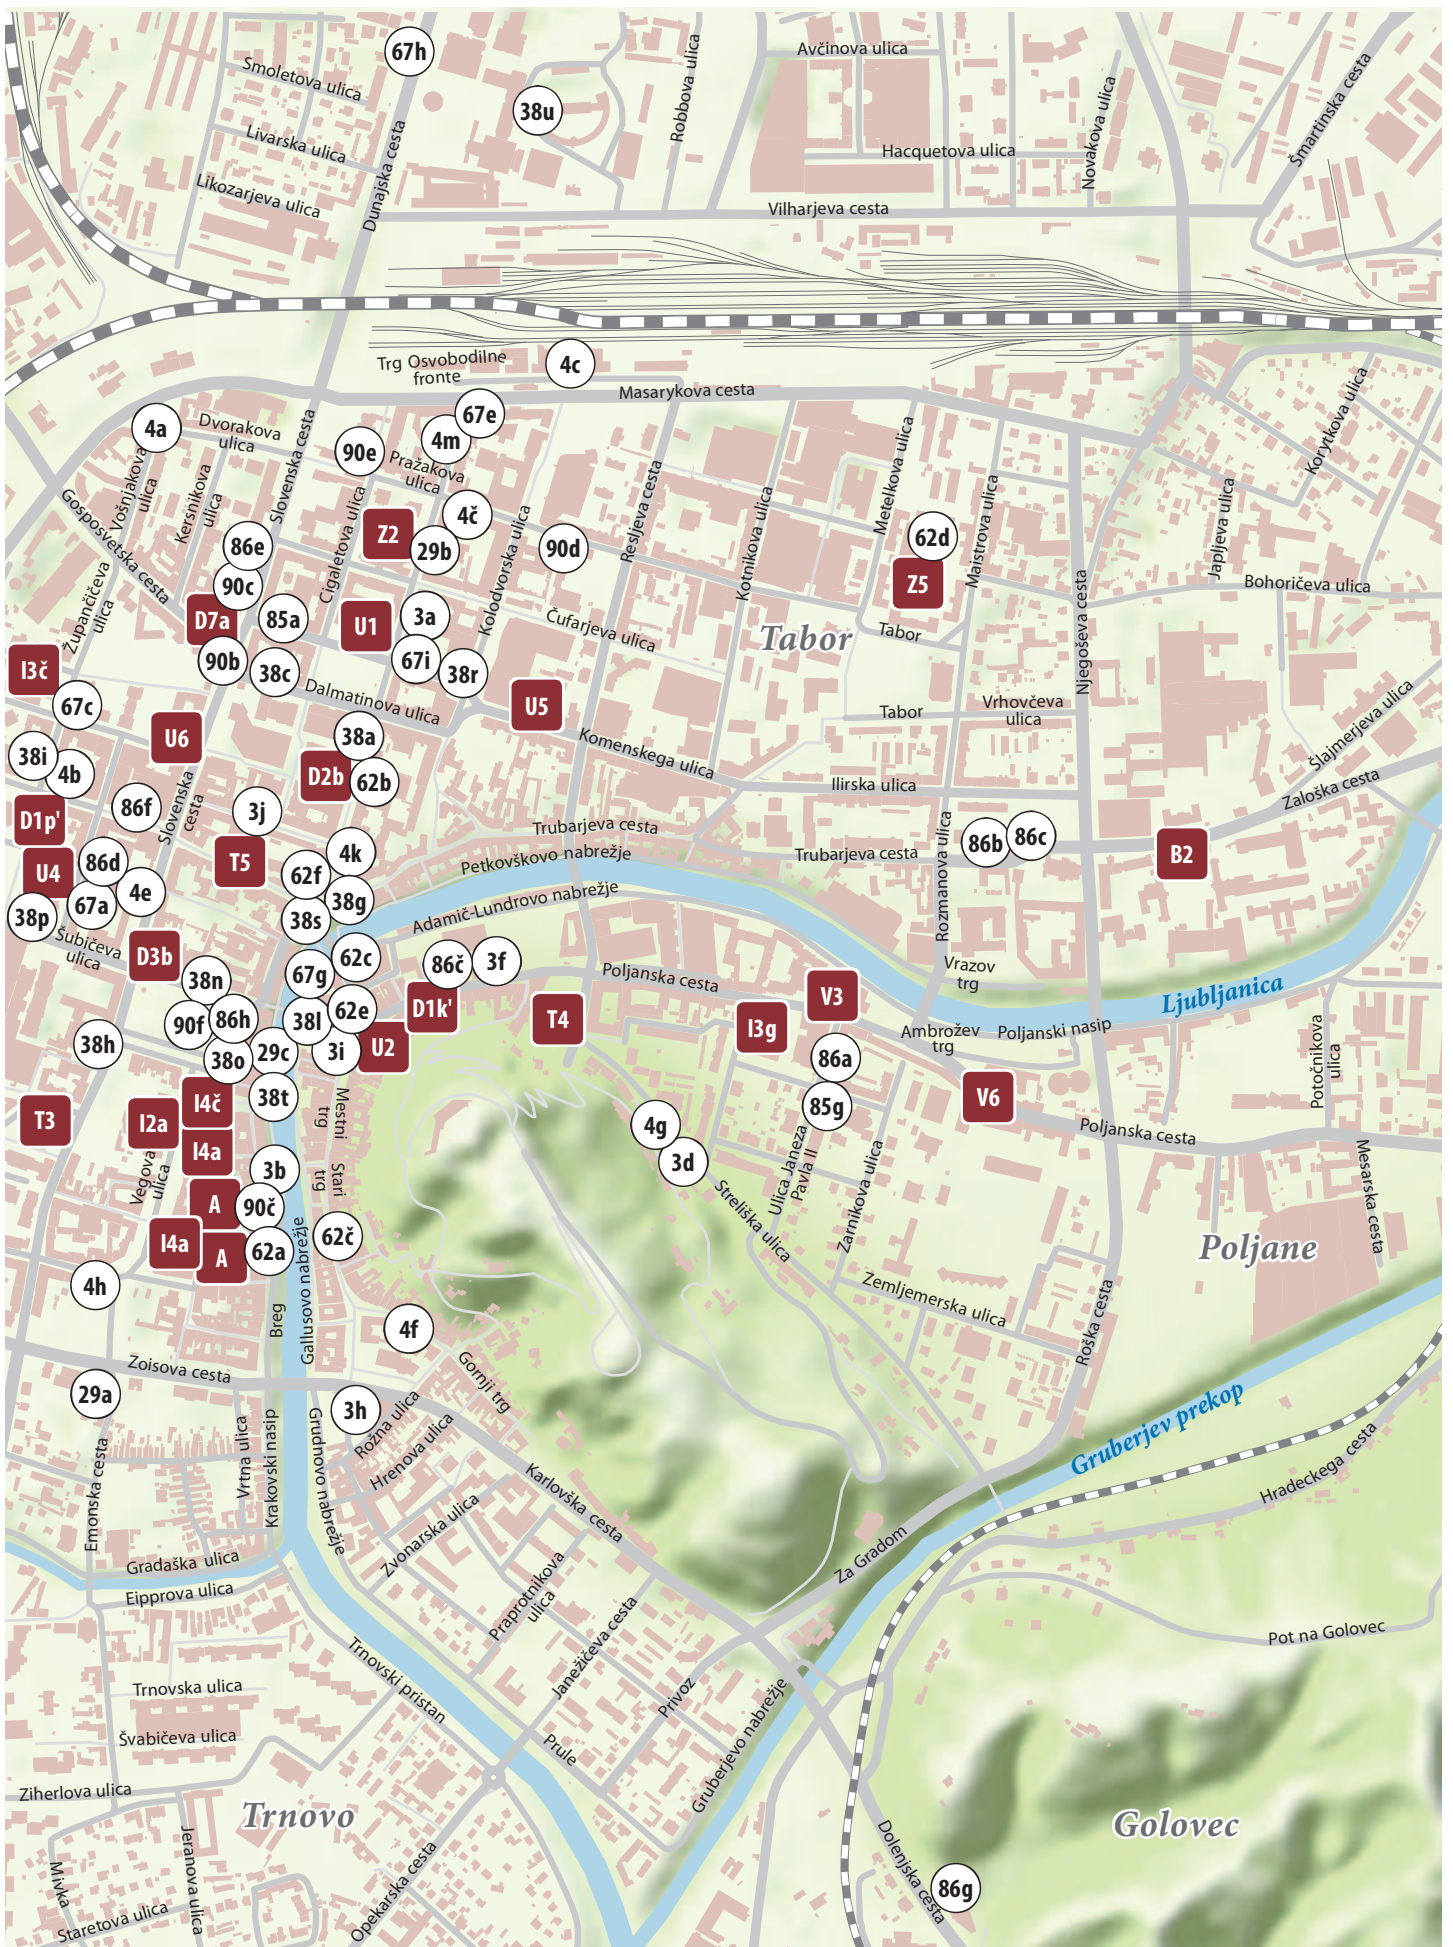 67h
38u
Smoletova ulica
Livarska ulica
Likozarjeva ulica
Dunajska cesta
Robbova ulica
Avčinova ulica
Hacquetova ulica
Novakova ulica
Šmartinska cesta
Vilharjeva cesta
Trg Osvobodilne
fronte
4c
Masarykova cesta
4a
Dvorakova
ulica
90e
4m
67e
Pražakova
ulica
Slovenska cesta
Vošnjakova
ulica
Kersnikova
ulica
Gosposvetska cesta
Cigaletova ulica
Z2
4č
29b
90d
Kolodvorska ulica
Resljeva cesta
Kotnikova ulica
Metelkova ulica
62d
Z5
Maistrova ulica
Njegoševa cesta
Japljeva ulica
Korytkova ulica
Bohoričeva ulica
86e
90c
D7a
85a
90b
38c
U1
3a
67i
38r
Župančičeva
ulica
Čufarjeva ulica
Tabor
Tabor
I3č
67c
Dalmatinova ulica
U5
Tabor
Vrhovčeva
ulica
Šlajmerjeva ulica
U6
38i
4b
38a
D2b
62b
Komenskega ulica
Ilirska ulica
Zaloška cesta
D1p'
86f
Slovenska
cesta
3j
Trubarjeva cesta
Petkovškovo nabrežje
Trubarjeva cesta
Rozmanova ulica
86b
86c
B2
U4
86d
4e
67a
38p
T5
4k
62f
38g
38s
Adamič-Lundrovo nabrežje
Šubičeva
ulica
D3b
38n
62c
67g
86č
3f
Poljanska cesta
V3
Vrazov
trg
Ljubljanica
90f
86h
38l
62e
D1k'
T4
I3g
Ambrožev
trg
Poljanski nasip
Potočnikova
ulica
38h
38o
29c
3i
U2
86a
V6
38t
Mestni
trg
85g
T3
I2a
I4č
I4a
4g
3d
Poljanska cesta
Vegova
ulica
3b
Stari
trg
Streliška ulica
Ulica Janeza
Pavla II
Zarnikova ulica
Mesarska cesta
A
90č
I4a
A
62a
62č
Poljane
4h
Breg
Gallusovo nabrežje
4f
Zemljemerska ulica
Roška cesta
Zoisova cesta
29a
Gornji trg
3h
Rožna ulica
Hrenova ulica
Gruberjev prekop
Emonska cesta
Vrtna ulica
Krakovski nasip
Grudnovo nabrežje
Zvonarska ulica
Karlovška cesta
Hradeckega cesta
Gradaška ulica
Eipprova ulica
Praprotnikova
ulica
Za Gradom
Janežičeva cesta
Pot na Golovec
Trnovski pristan
Trnovska ulica
Švabičeva ulica
Privoz
Gruberjevo nabrežje
Prule
Ziherlova ulica
Trnovo
Golovec
Mivka
Jeranova ulica
Staretova ulica
Opekarska cesta
Dolenjska cesta
86g